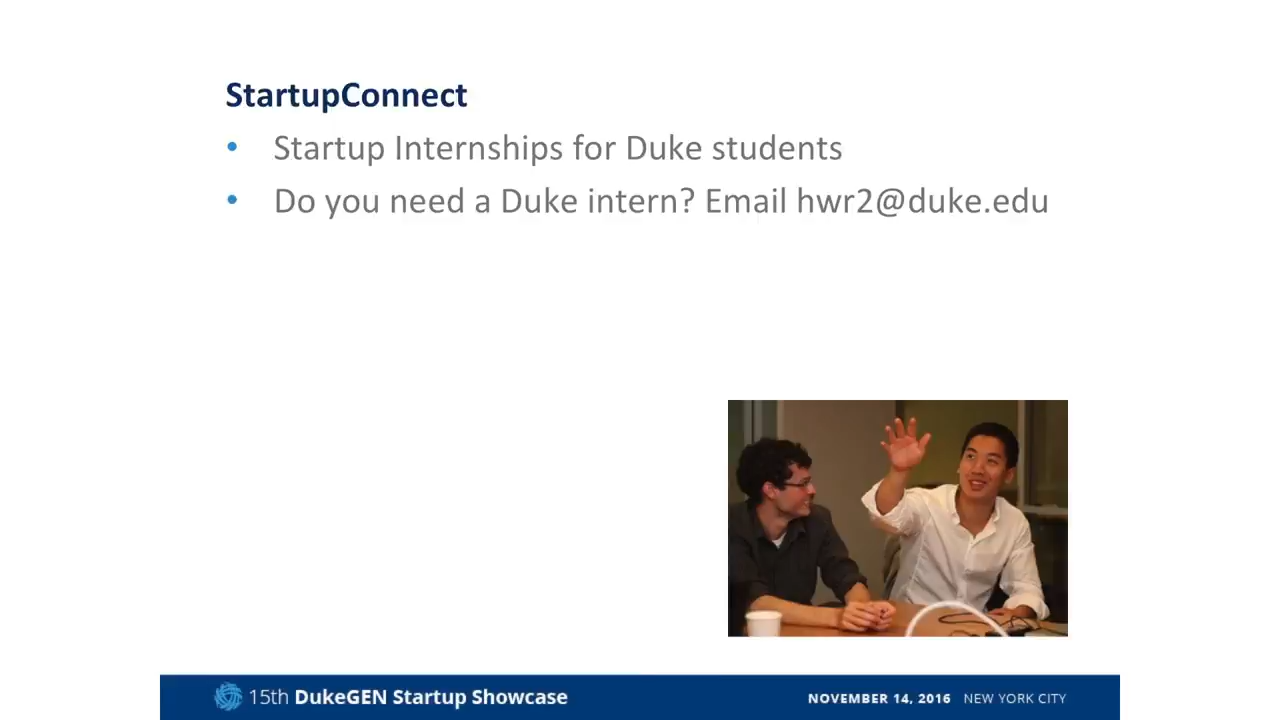 StartupConnect
• Startup Internships for Duke students
• Do you need a Duke intern? Email hwr2@duke.edu
15th DukeGEN Startup Showcase
NOVEMBER 14, 2016 NEW YORK CITY